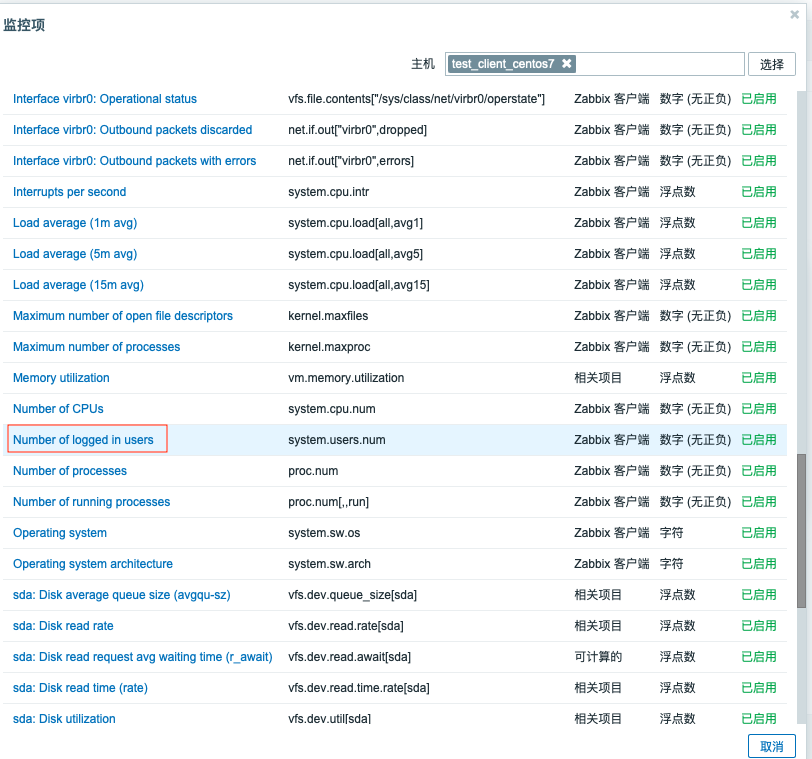 监控项
主机 test_client_centos7 ✖ 选择
Interface virbr0: Operational status vfs.file.contents["/sys/class/net/virbr0/operstate"] Zabbix 客户端 数字 (无正负) 已启用
Interface virbr0: Outbound packets discarded net.if.out["virbr0",dropped] Zabbix 客户端 数字 (无正负) 已启用
Interface virbr0: Outbound packets with errors net.if.out["virbr0",errors] Zabbix 客户端 数字 (无正负) 已启用
Interrupts per second system.cpu.intr Zabbix 客户端 浮点数 已启用
Load average (1m avg) system.cpu.load[all,avg1] Zabbix 客户端 浮点数 已启用
Load average (5m avg) system.cpu.load[all,avg5] Zabbix 客户端 浮点数 已启用
Load average (15m avg) system.cpu.load[all,avg15] Zabbix 客户端 浮点数 已启用
Maximum number of open file descriptors kernel.maxfiles Zabbix 客户端 数字 (无正负) 已启用
Maximum number of processes kernel.maxproc Zabbix 客户端 数字 (无正负) 已启用
Memory utilization vm.memory.utilization 相关项目 浮点数 已启用
Number of CPUs system.cpu.num Zabbix 客户端 数字 (无正负) 已启用
Number of logged in users system.users.num Zabbix 客户端 数字 (无正负) 已启用
Number of processes proc.num Zabbix 客户端 数字 (无正负) 已启用
Number of running processes proc.num[,,run] Zabbix 客户端 数字 (无正负) 已启用
Operating system system.sw.os Zabbix 客户端 字符 已启用
Operating system architecture system.sw.arch Zabbix 客户端 字符 已启用
sda: Disk average queue size (avgqu-sz) vfs.dev.queue_size[sda] 相关项目 浮点数 已启用
sda: Disk read rate vfs.dev.read.rate[sda] 相关项目 浮点数 已启用
sda: Disk read request avg waiting time (r_await) vfs.dev.read.await[sda] 可计算的 浮点数 已启用
sda: Disk read time (rate) vfs.dev.read.time.rate[sda] 相关项目 浮点数 已启用
sda: Disk utilization vfs.dev.util[sda] 相关项目 浮点数 已启用
取消